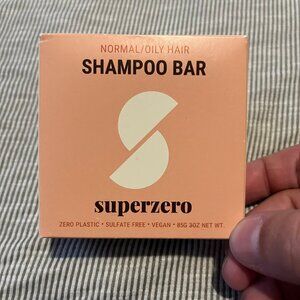 NORMAL/OILY HAIR
SHAMPOO BAR
superzero
ZERO PLASTIC • SULFATE FREE • VEGAN • 85G 3OZ NET WT.